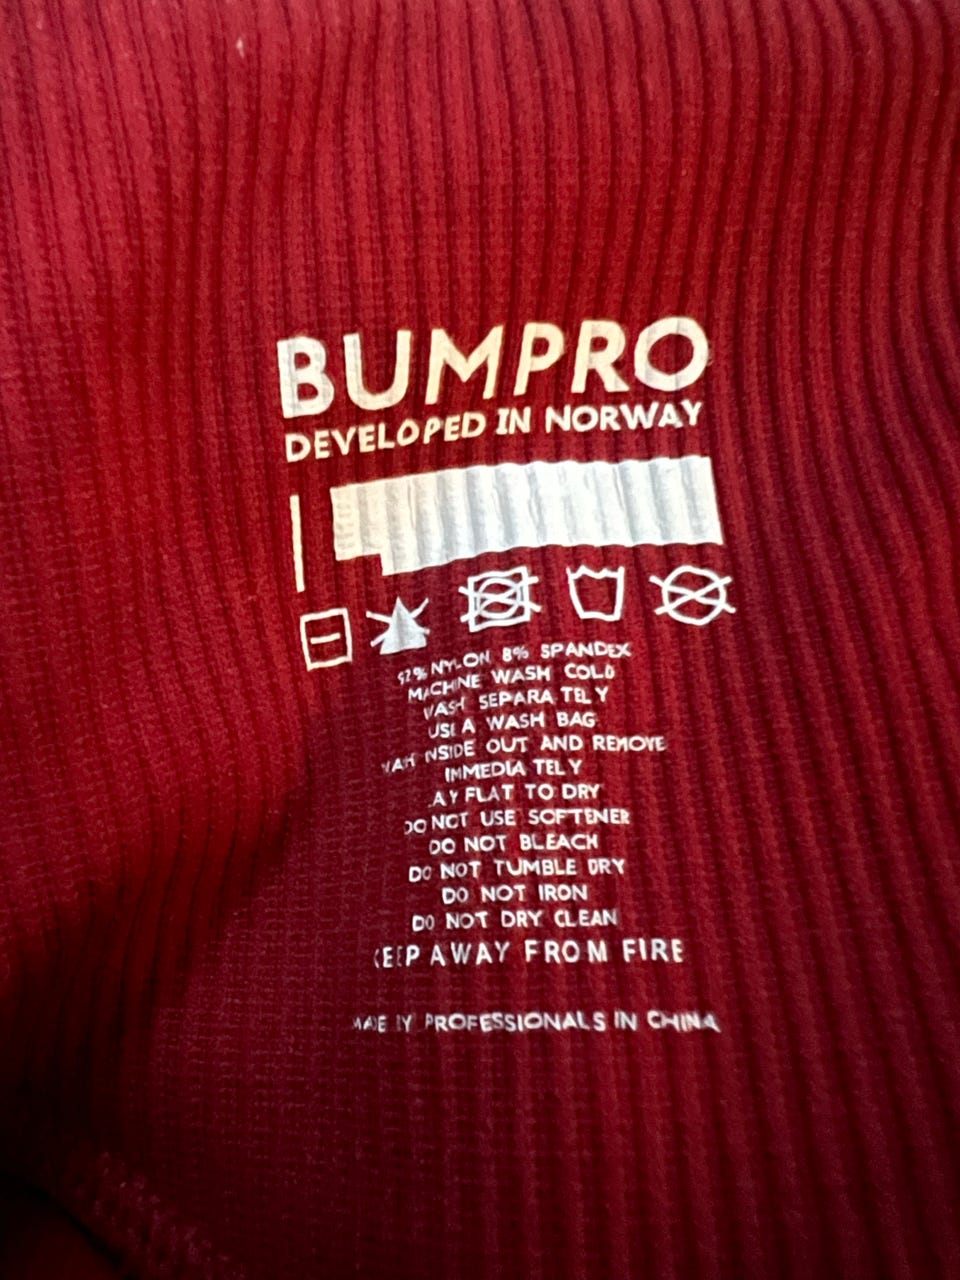 BUMPRO
DEVELOPED IN NORWAY
92% NYLON 8% SPANDEX
MACHINE WASH COLD
WASH SEPARATELY
USE A WASH BAG
WAH INSIDE OUT AND REMOVE
IMMEDIATELY
LAY FLAT TO DRY
DO NOT USE SOFTENER
DO NOT BLEACH
DO NOT TUMBLE DRY
DO NOT IRON
DO NOT DRY CLEAN
KEEP AWAY FROM FIRE
MADE BY PROFESSIONALS IN CHINA